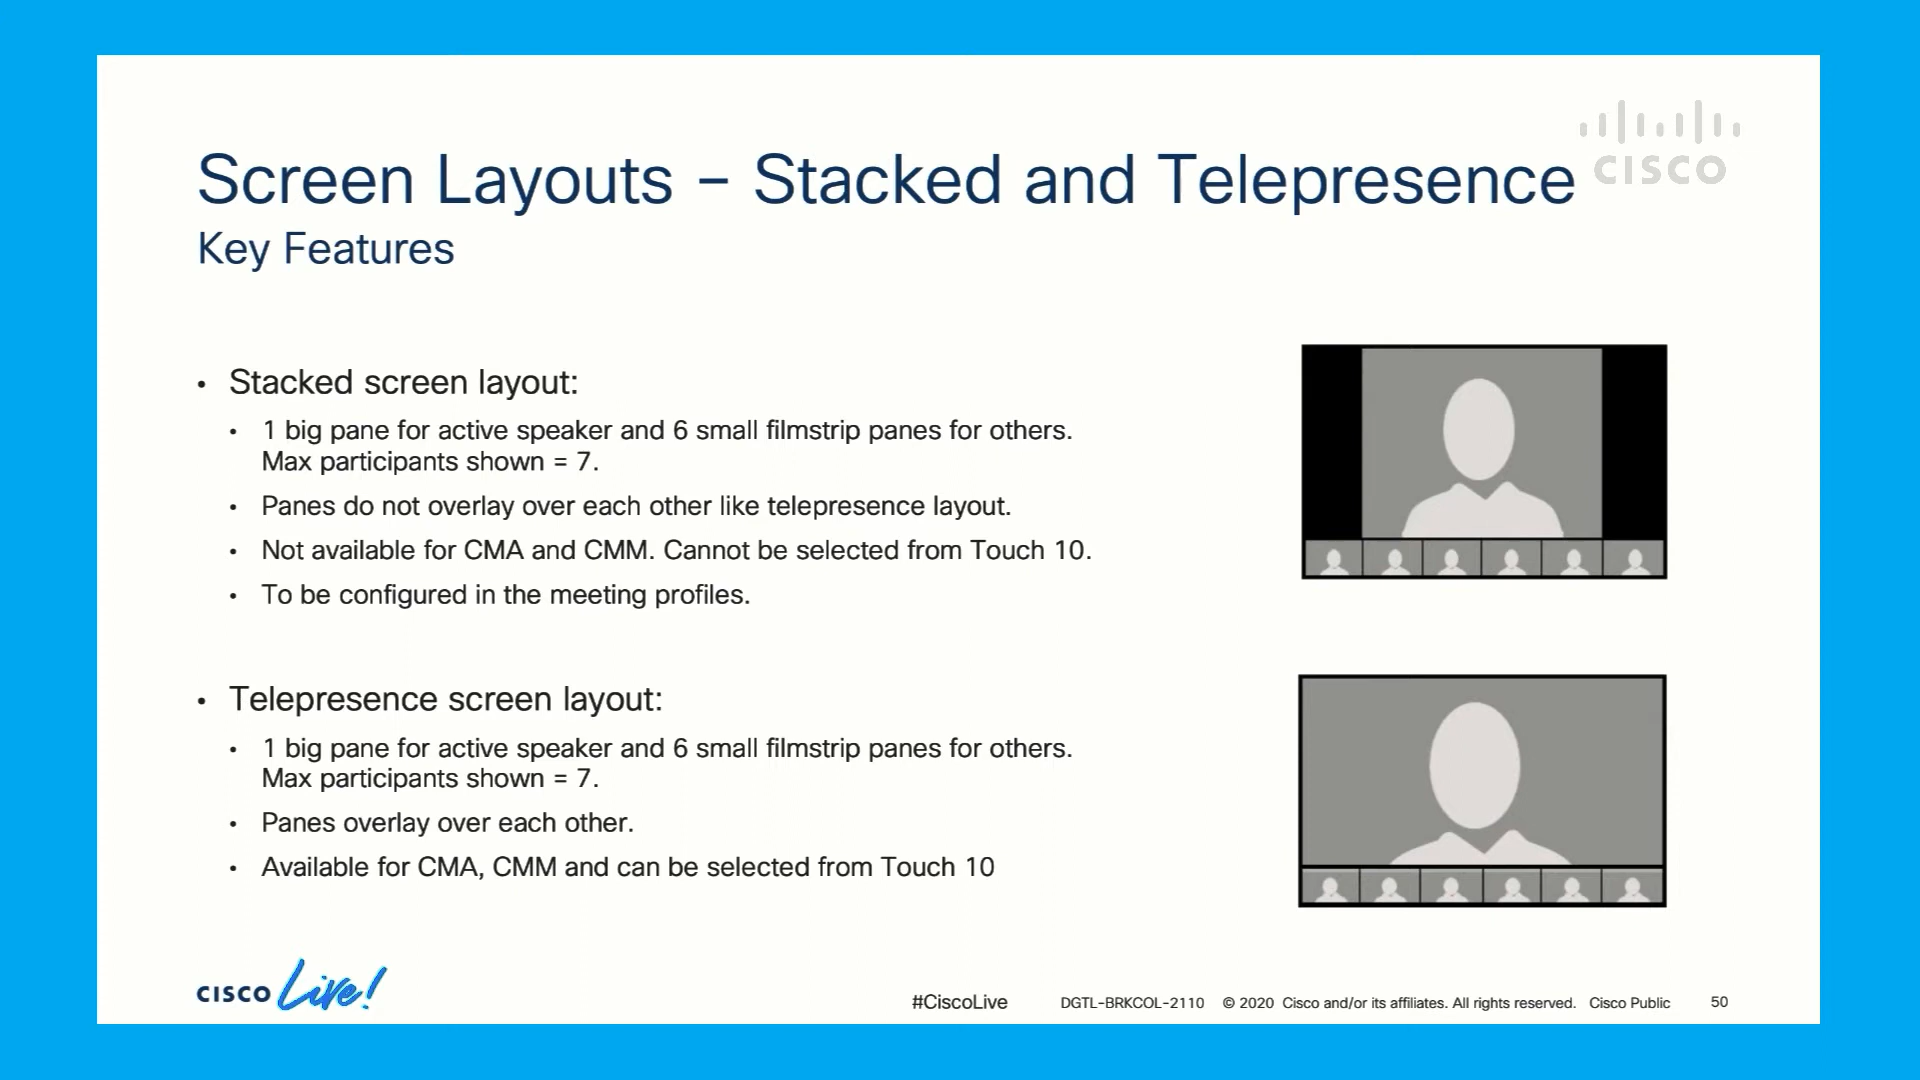 CISCO
Screen Layouts – Stacked and Telepresence
Key Features
• Stacked screen layout:
• 1 big pane for active speaker and 6 small filmstrip panes for others.
Max participants shown = 7.
• Panes do not overlay over each other like telepresence layout.
• Not available for CMA and CMM. Cannot be selected from Touch 10.
• To be configured in the meeting profiles.
• Telepresence screen layout:
• 1 big pane for active speaker and 6 small filmstrip panes for others.
Max participants shown = 7.
• Panes overlay over each other.
• Available for CMA, CMM and can be selected from Touch 10
CISCO Live!
#CiscoLive DGTL-BRKCOL-2110 © 2020 Cisco and/or its affiliates. All rights reserved. Cisco Public 50